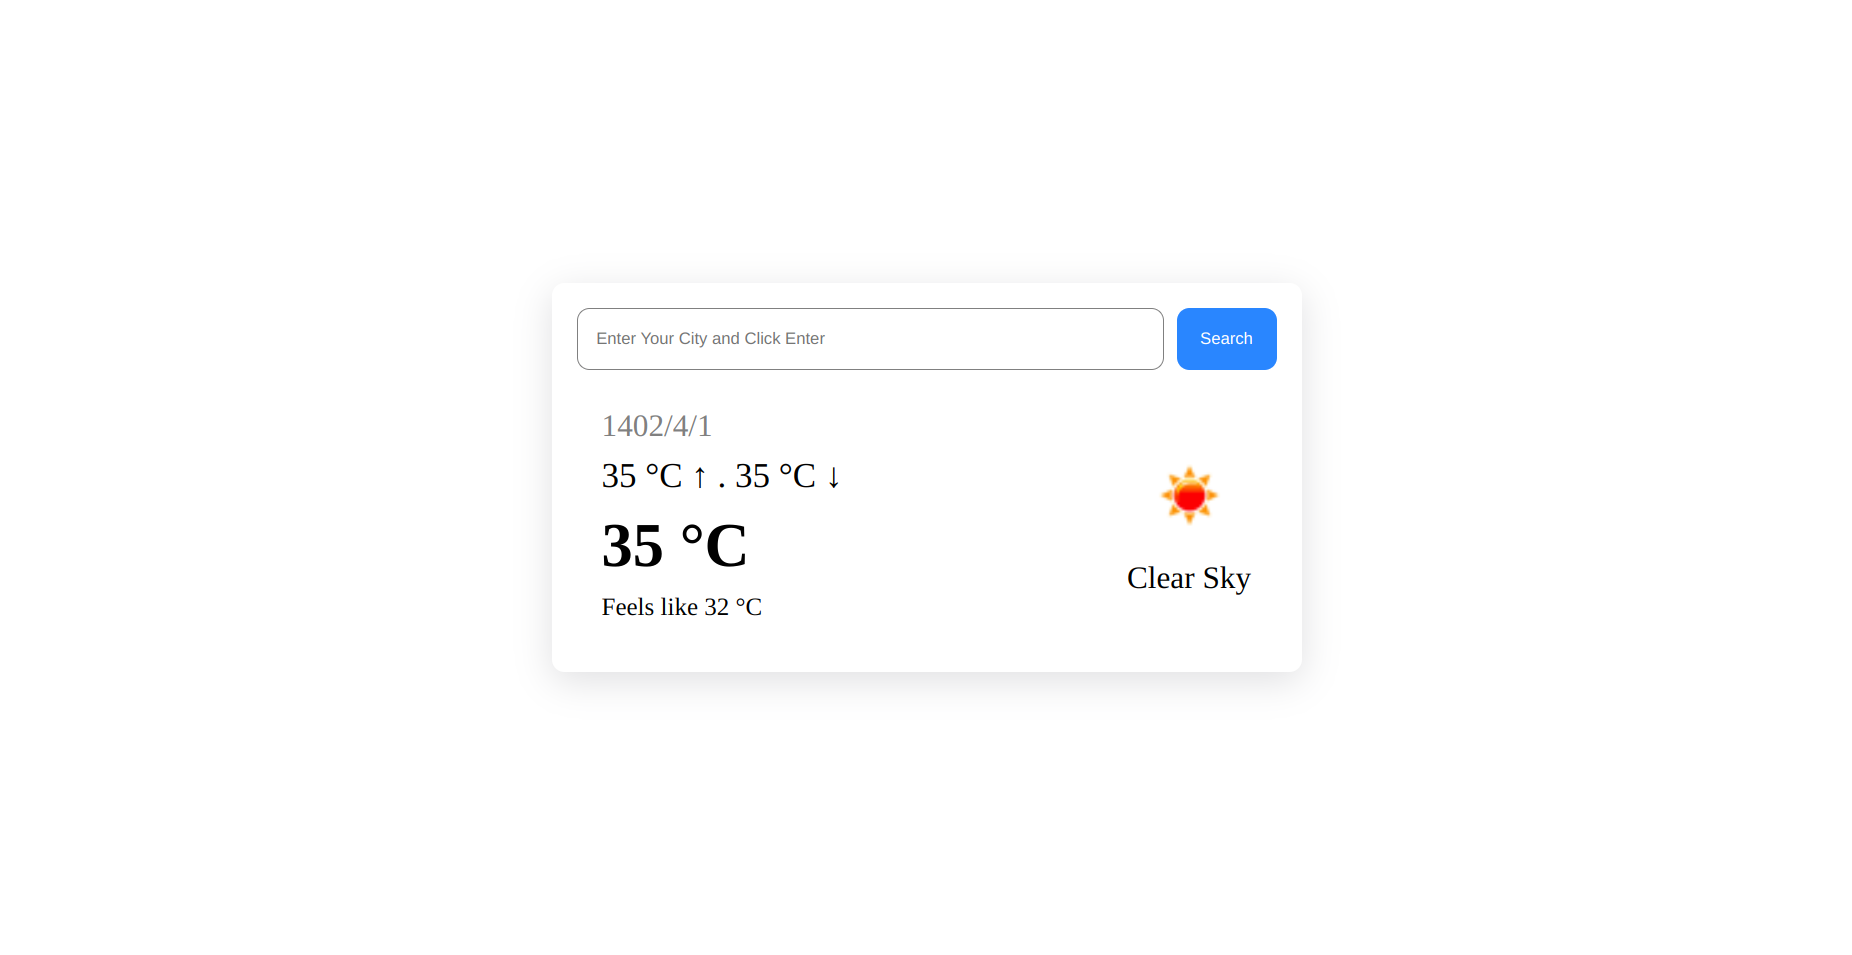 Enter Your City and Click Enter
Search
1402/4/1
35 °C ↑ . 35 °C ↓
35 °C
Feels like 32 °C
Clear Sky